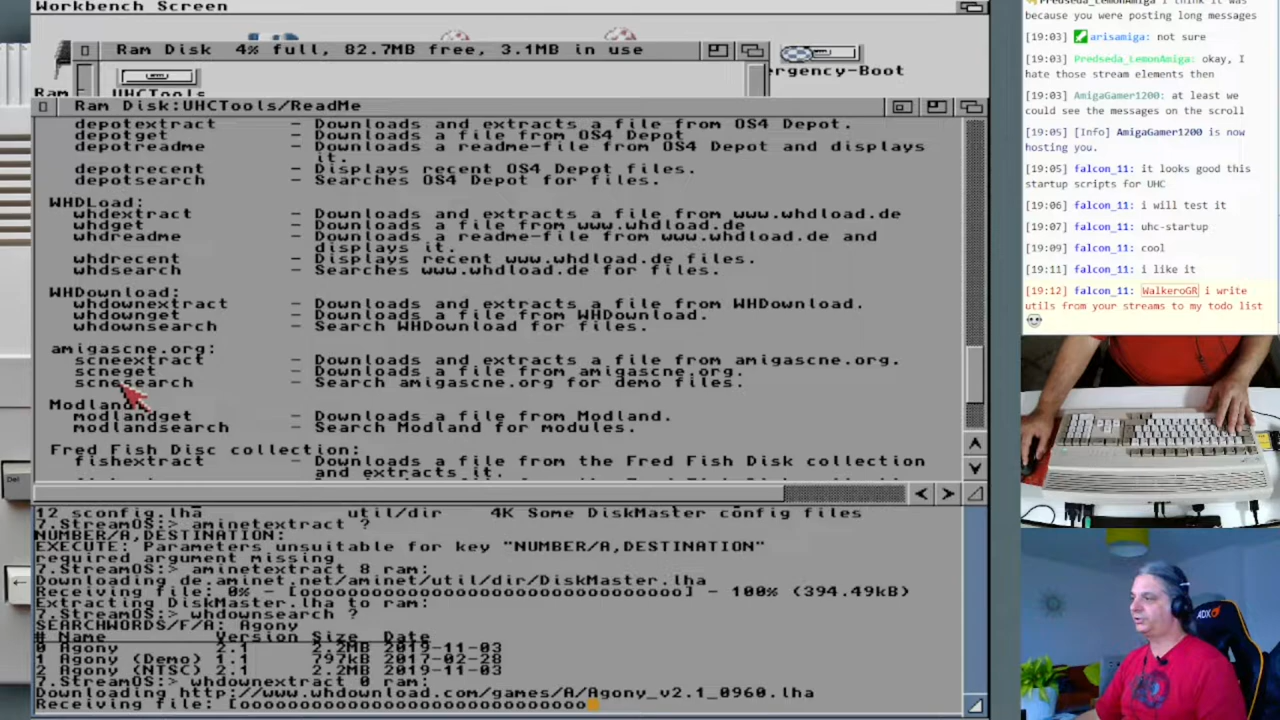 Workbench Screen
Ram Disk  4% full, 82.7MB free, 3.1MB in use
rgency-Boot
Ram
UHCTools
Ram Disk:UHCTools/ReadMe
depotextract - Downloads and extracts a file from OS4 Depot.
depotget - Downloads a file from OS4 Depot
depotreadme - Downloads a readme-file from OS4 Depot and displays
it.
depotrecent - Displays recent OS4 Depot files.
depotsearch - Searches OS4 Depot for files.
WHDLoad:
whdextract - Downloads and extracts a file from www.whdload.de
whdget - Downloads a file from www.whdload.de
whdreadme - Downloads a readme-file from www.whdload.de and
displays it.
whdrecent - Displays recent www.whdload.de files.
whdsearch - Searches www.whdload.de for files.
WHDownload:
whdownextract - Downloads and extracts a file from WHDownload.
whdownget - Downloads a file from WHDownload.
whdownsearch - Search WHDownload for files.
amigascne.org:
scneextract - Downloads and extracts a file from amigascne.org.
scneget - Downloads a file from amigascne.org.
scnesearch - Search amigascne.org for demo files.
Modland:
modlandget - Downloads a file from Modland.
modlandsearch - Search Modland for modules.
Fred Fish Disc collection:
fishextract - Downloads a file from the Fred Fish Disk collection
and extracts it.
12 sconfig.lha util/dir 4K Some DiskMaster config files
7.StreamOS:> aminetextract ?
NUMBER/A,DESTINATION:
EXECUTE: Parameters unsuitable for key "NUMBER/A,DESTINATION"
required argument missing
7.StreamOS:> aminetextract 8 ram:
Downloading de.aminet.net/aminet/util/dir/DiskMaster.lha
Receiving file: 0% - [oooooooooooooooooooooooooooooooo] - 100% (394.49kB)
Extracting DiskMaster.lha to ram:
7.StreamOS:> whdownsearch ?
SEARCHWORDS/F/A: Agony
# Name Version Size Date
0 Agony 2.1 2.2MB 2019-11-03
1 Agony (Demo) 1.1 797kB 2017-02-28
2 Agony (NTSC) 2.1 2.2MB 2019-11-03
7.StreamOS:> whdownextract 0 ram:
Downloading http://www.whdownload.com/games/A/Agony_v2.1_0960.lha
Receiving file: [ooooooooooooooooooooooooooooo
Predseda_LemonAmiga i think it was
because you were posting long messages
[19:03] arisamiga: not sure
[19:03] Predseda_LemonAmiga: okay, I
hate those stream elements then
[19:03] AmigaGamer1200: at least we
could see the messages on the scroll
[19:05] [Info] AmigaGamer1200 is now
hosting you.
[19:05] falcon_11: it looks good this
startup scripts for UHC
[19:06] falcon_11: i will test it
[19:07] falcon_11: uhc-startup
[19:09] falcon_11: cool
[19:11] falcon_11: i like it
[19:12] falcon_11: WalkeroGR i write
utils from your streams to my todo list
Del
ADX